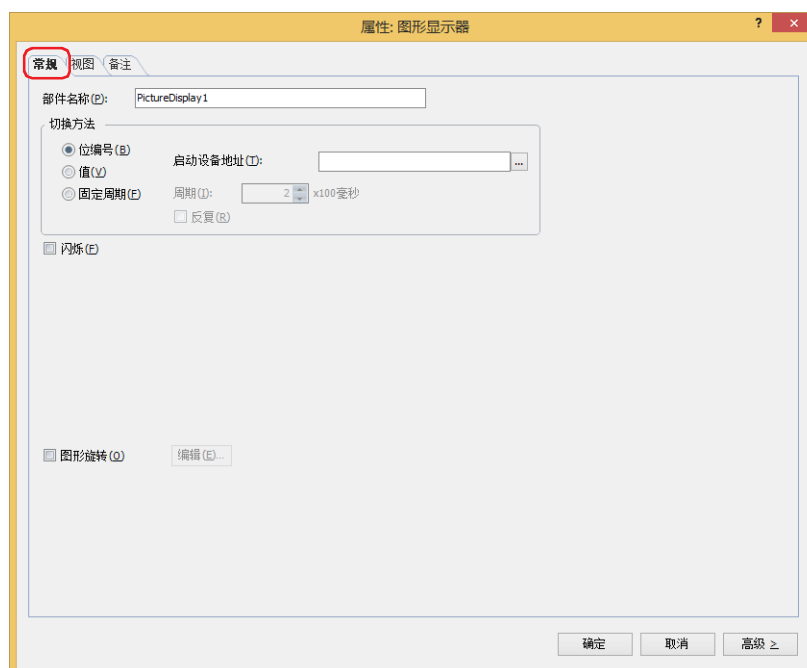 属性: 图形显示器
? ×
常规 视图 备注
部件名称(P): PictureDisplay1
切换方法
位编号(B)
启动设备地址(T): ...
值(V)
固定周期(F) 周期(I): 2 x100毫秒
反复(R)
闪烁(F)
图形旋转(O) 编辑(E)...
确定 取消 高级 ≥